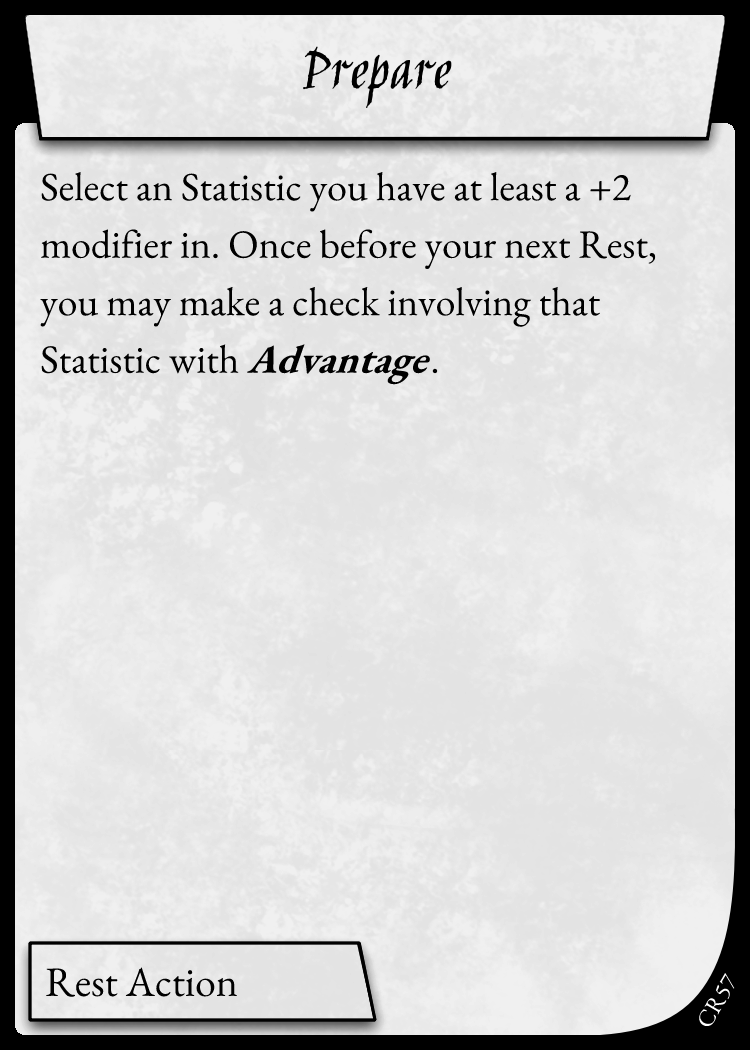 Prepare
Select an Statistic you have at least a +2
modifier in. Once before your next Rest,
you may make a check involving that
Statistic with Advantage.
Rest Action
CR57